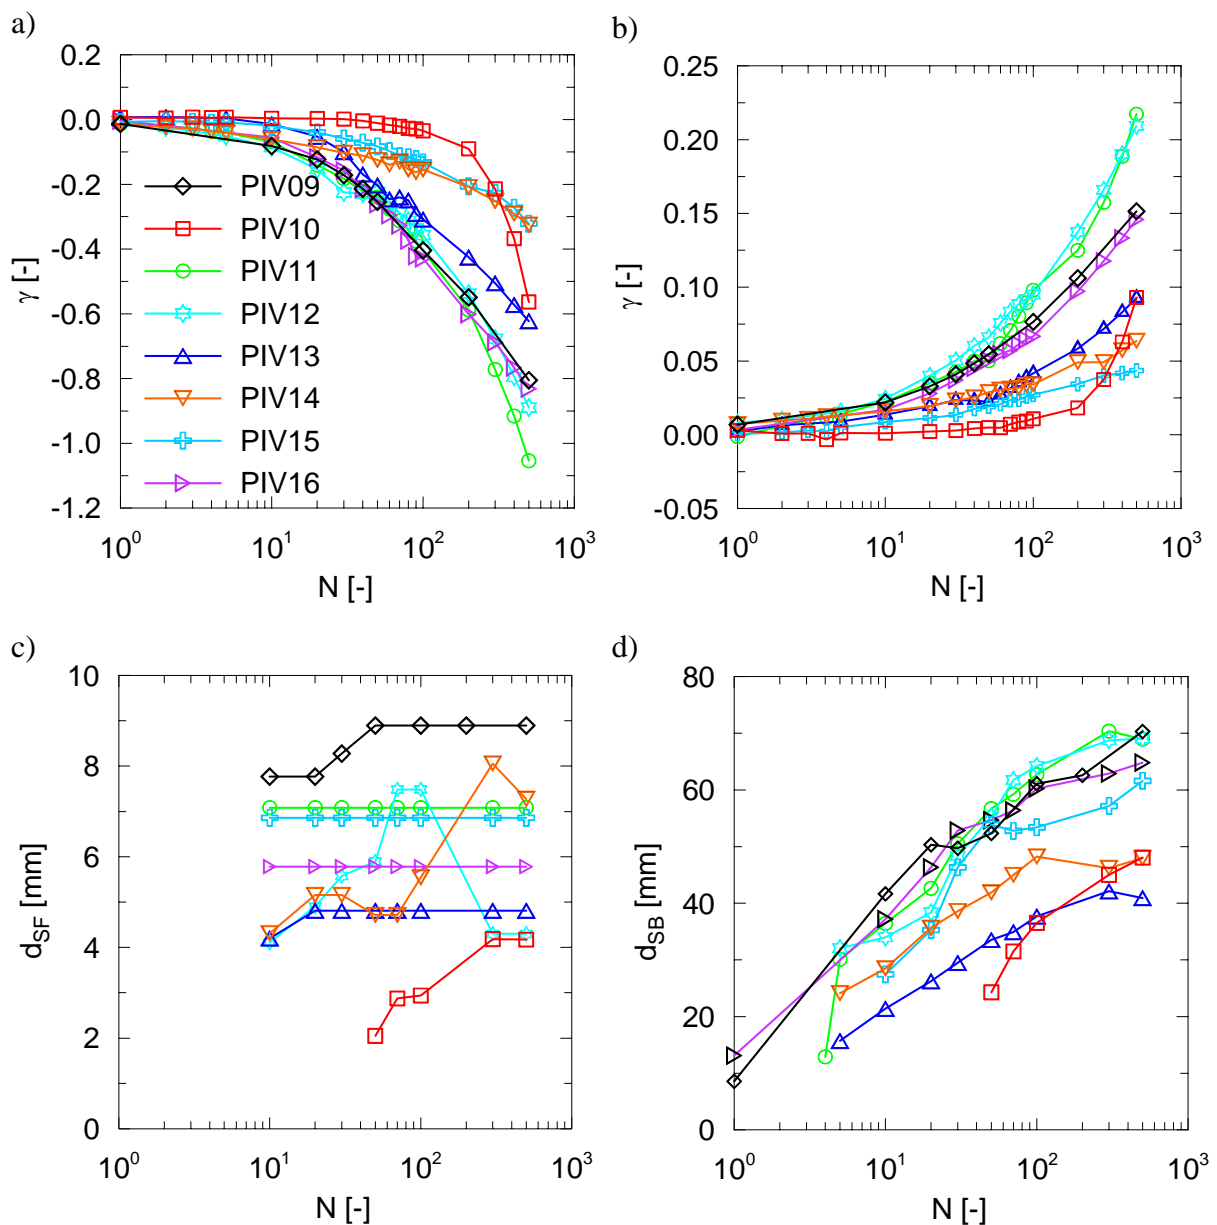 a)
0.2
0.0
-0.2
-0.4
-0.6
-0.8
-1.0
-1.2
γ [-]
PIV09
PIV10
PIV11
PIV12
PIV13
PIV14
PIV15
PIV16
10⁰ 10¹ 10² 10³
N [-]
b)
0.25
0.20
0.15
0.10
0.05
0.00
-0.05
γ [-]
10⁰ 10¹ 10² 10³
N [-]
c)
10
8
6
4
2
0
d_SF [mm]
10⁰ 10¹ 10² 10³
N [-]
d)
80
60
40
20
0
d_SB [mm]
10⁰ 10¹ 10² 10³
N [-]